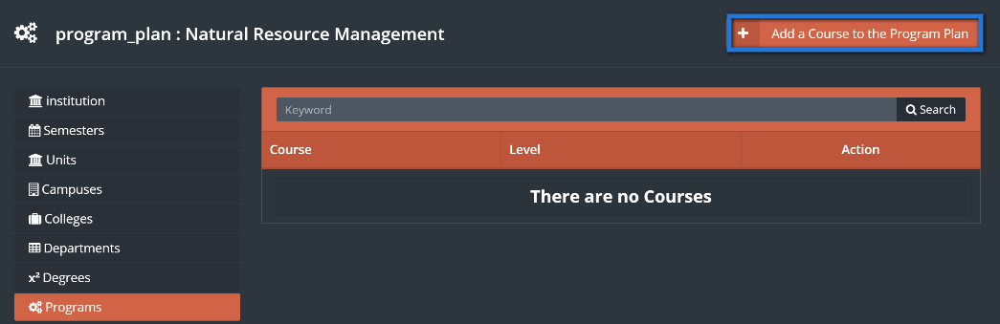 program_plan : Natural Resource Management
Add a Course to the Program Plan
institution
Semesters
Units
Campuses
Colleges
Departments
x² Degrees
Programs
Keyword
Search
Course Level Action
There are no Courses